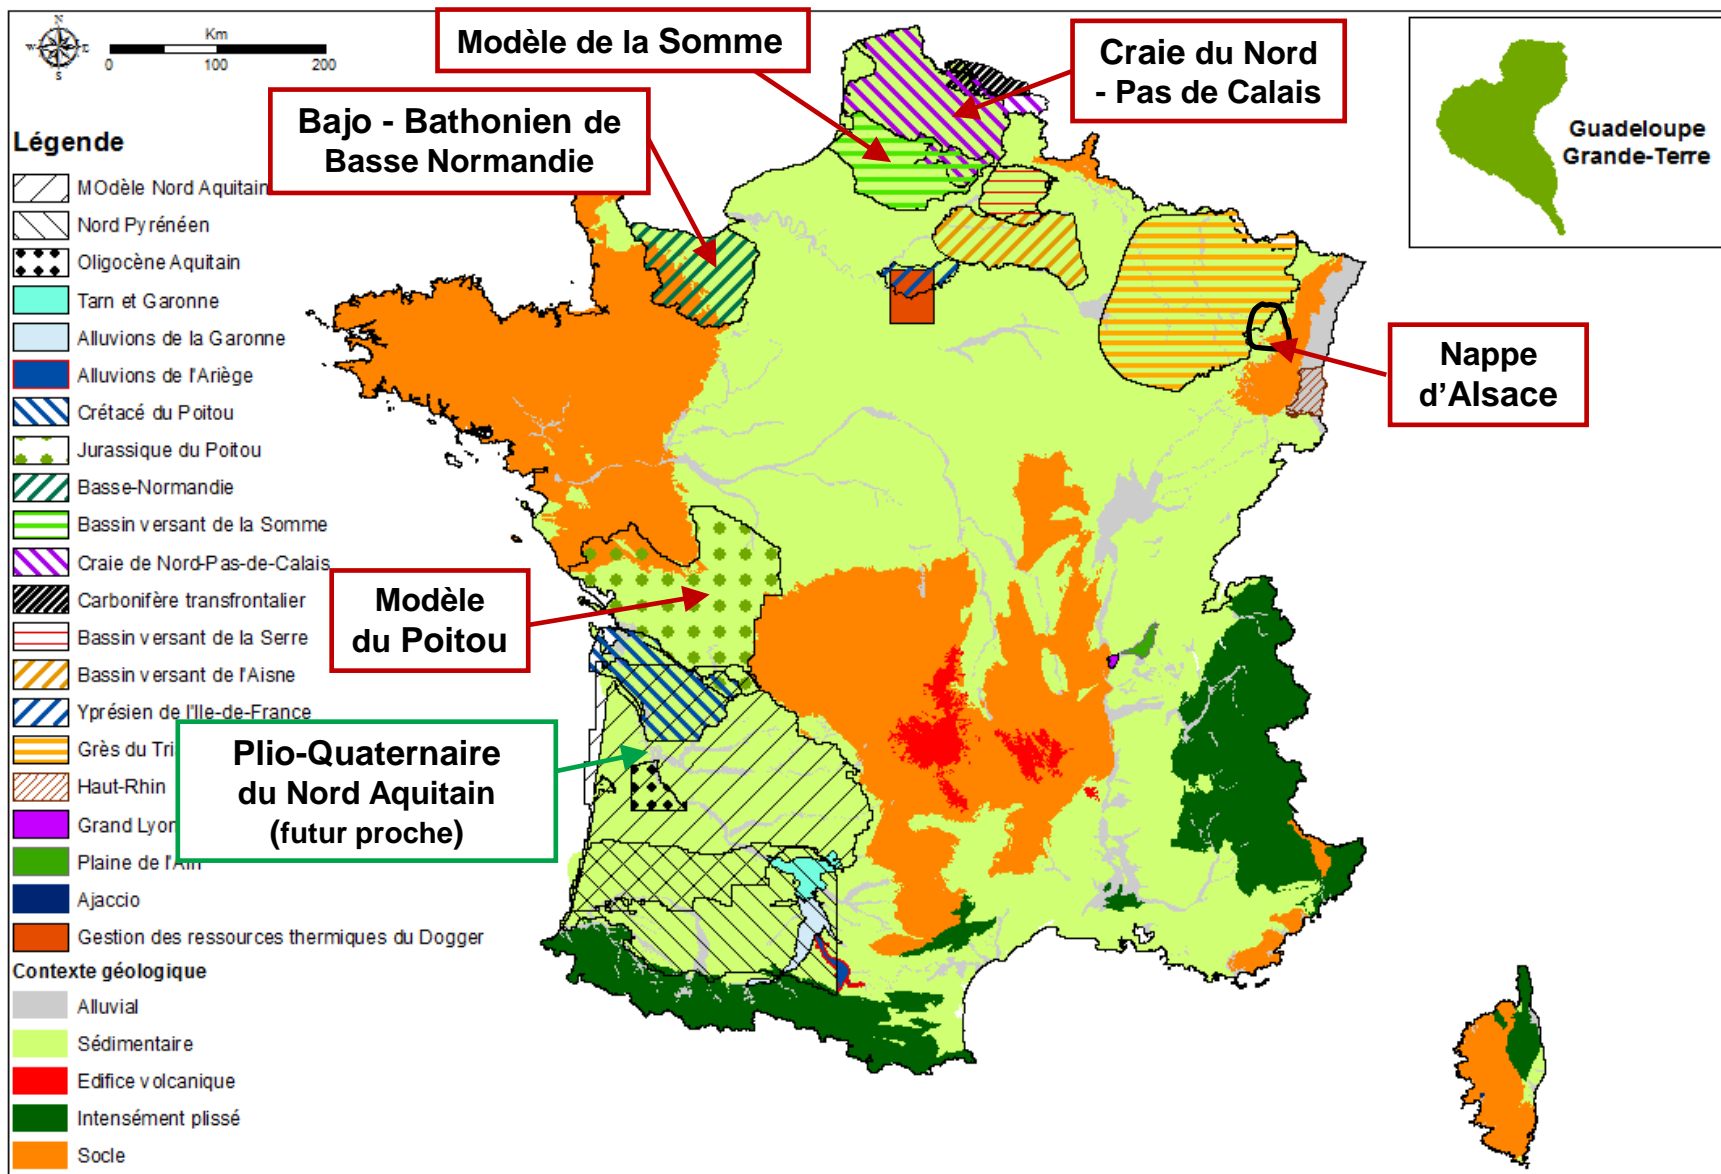 N
W
E
S
Km
0
100
200
Modèle de la Somme
Craie du Nord
- Pas de Calais
Bajo - Bathonien de
Basse Normandie
Guadeloupe
Grande-Terre
Nappe
d’Alsace
Modèle
du Poitou
Plio-Quaternaire
du Nord Aquitain
(futur proche)
Légende
MOdèle Nord Aquitain
Nord Pyrénéen
Oligocène Aquitain
Tarn et Garonne
Alluvions de la Garonne
Alluvions de l'Ariège
Crétacé du Poitou
Jurassique du Poitou
Basse-Normandie
Bassin versant de la Somme
Craie de Nord-Pas-de-Calais
Carbonifère transfrontalier
Bassin versant de la Serre
Bassin versant de l'Aisne
Yprésien de l'Ile-de-France
Grès du Tri
Haut-Rhin
Grand Lyon
Plaine de l'Ain
Ajaccio
Gestion des ressources thermiques du Dogger
Contexte géologique
Alluvial
Sédimentaire
Edifice volcanique
Intensément plissé
Socle